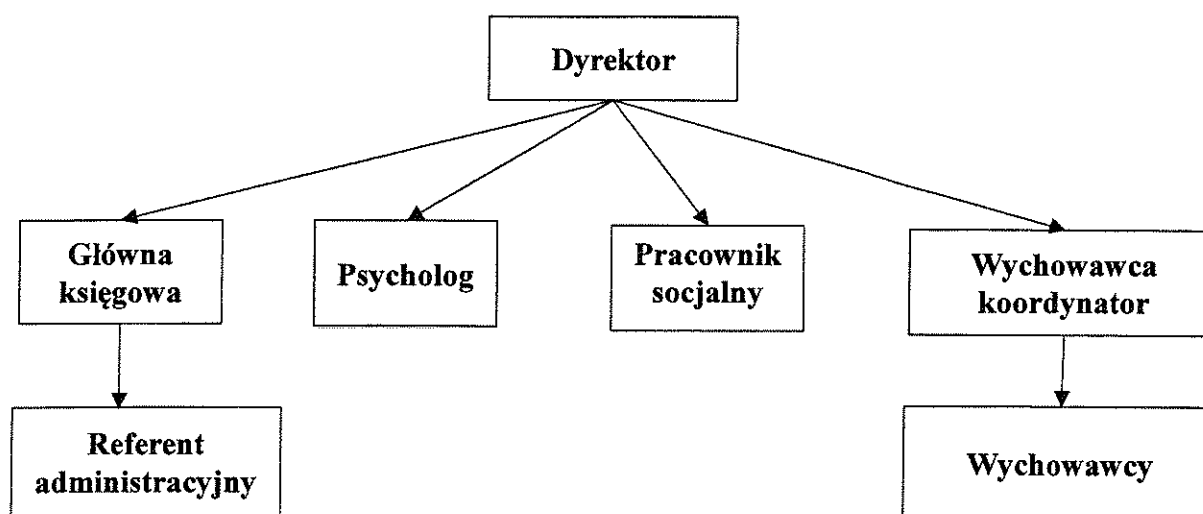 Dyrektor
Główna
księgowa
Psycholog
Pracownik
socjalny
Wychowawca
koordynator
Referent
administracyjny
Wychowawcy